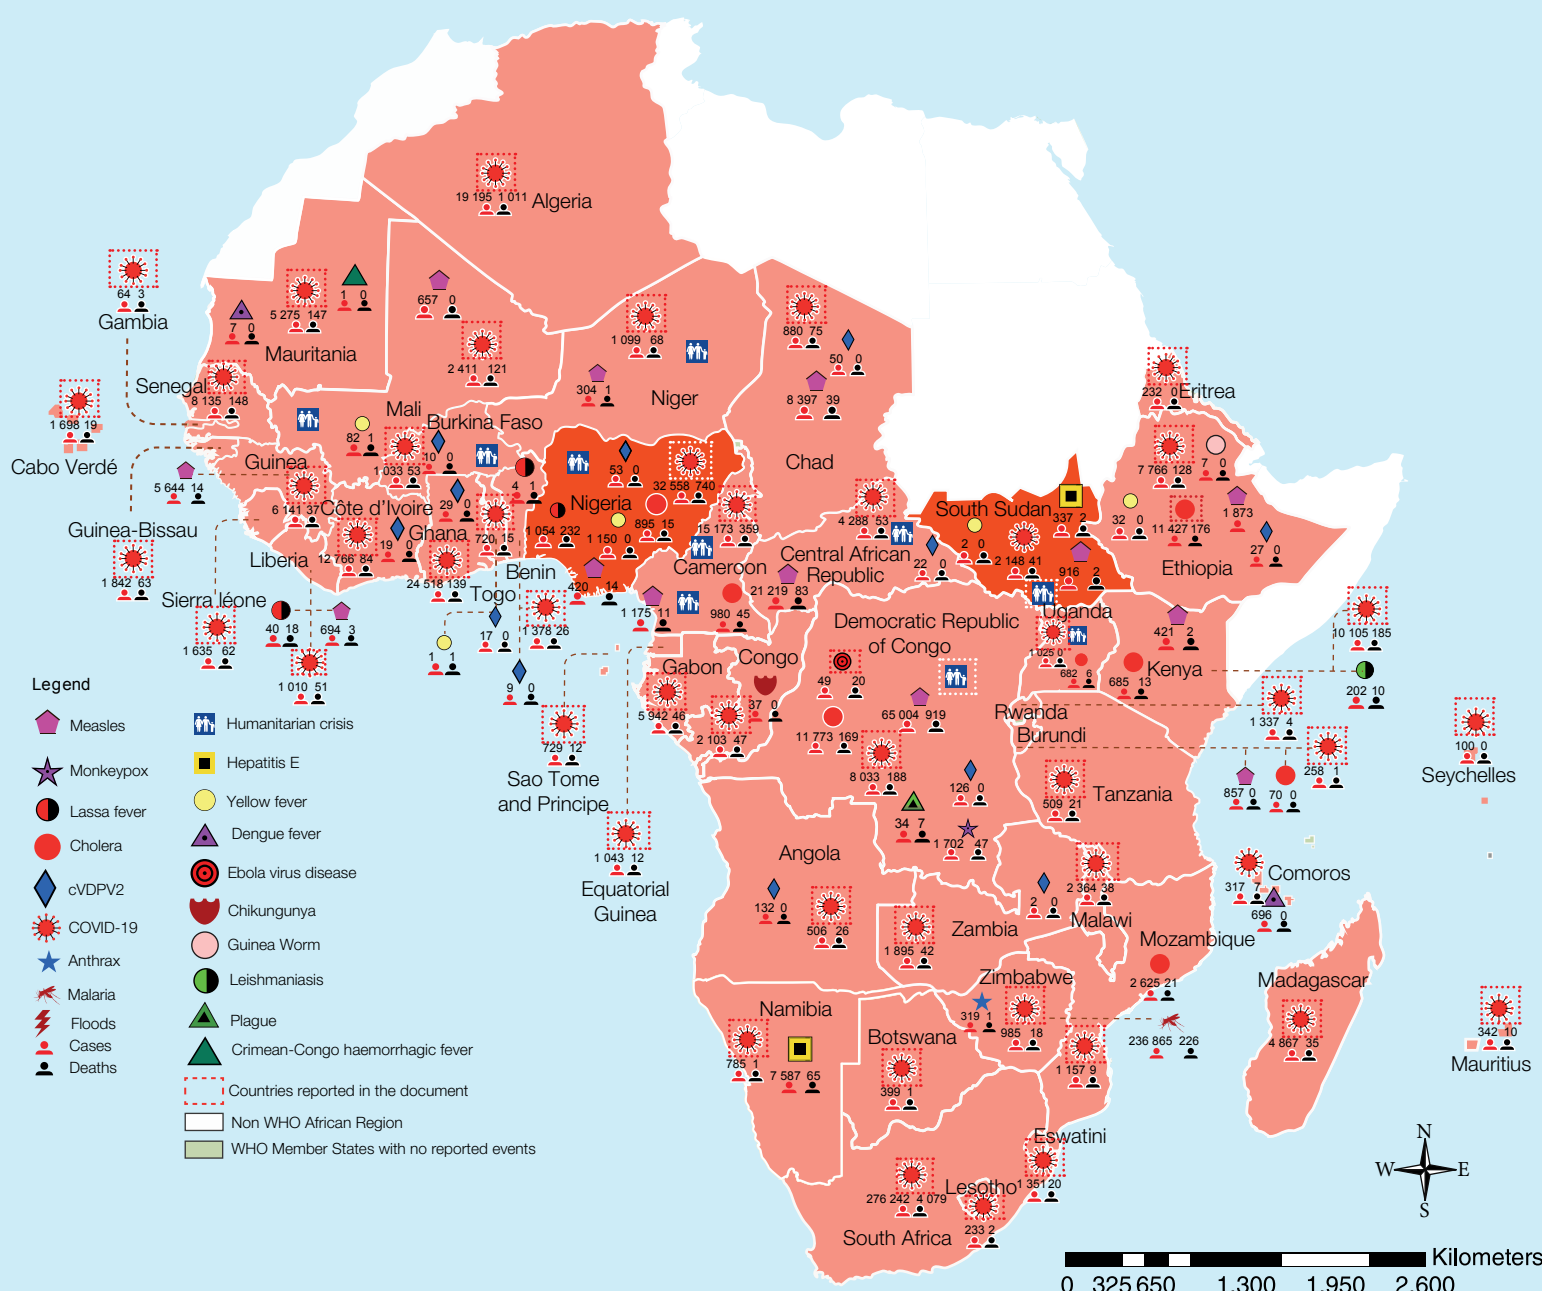 19 195 1 011
Algeria
64 3
Gambia
1 0
5 275 147
7 0
Mauritania
657 0
2 411 121
1 099 68
304 1
Niger
880 75
50 0
8 397 39
Chad
Senegal
8 135 148
1 698 19
Cabo Verdé
Mali
82 1
Burkina Faso
10 0
1 033 53
232 0
Eritrea
7 766 128
7 0
Guinea
5 644 14
6 141 37
Côte d'Ivoire
29 0
4 1
53 0
32 558 740
Nigeria
1 054 232
1 150 0
895 15
420 14
15 173 359
Cameroon
1 175 11
980 45
4 288 53
Central African
Republic
22 0
21 219 83
South Sudan
337 2
2 0
2 148 41
916 2
32 0
11 427 176
1 873
27 0
Ethiopia
Guinea-Bissau
1 842 63
Liberia
12 766 84
19 0
Ghana
24 518 139
720 15
Benin
Togo
1 378 26
17 0
1 1
9 0
Sierra léone
1 635 62
40 18
694 3
1 010 51
Democratic Republic
of Congo
49 20
11 773 169
65 004 919
8 033 188
126 0
34 7
1 702 47
Uganda
1 025 0
682 6
421 2
685 13
Kenya
10 105 185
202 10
Gabon
5 942 46
Congo
37 0
2 103 47
729 12
Sao Tome
and Principe
1 043 12
Equatorial
Guinea
Rwanda
Burundi
1 337 4
258 1
857 0
70 0
100 0
Seychelles
509 21
Tanzania
Angola
132 0
506 26
Zambia
1 895 42
2 0
2 364 38
Malawi
Mozambique
2 625 21
317 7
Comoros
696 0
Zimbabwe
319 1
985 18
236 865 226
1 157 9
Madagascar
4 867 35
342 10
Mauritius
Namibia
785 1
7 587 65
Botswana
399 1
Eswatini
1 351 20
Lesotho
233 2
276 242 4 079
South Africa
Legend
Measles
Monkeypox
Lassa fever
Cholera
cVDPV2
COVID-19
Anthrax
Malaria
Floods
Cases
Deaths
Humanitarian crisis
Hepatitis E
Yellow fever
Dengue fever
Ebola virus disease
Chikungunya
Guinea Worm
Leishmaniasis
Plague
Crimean-Congo haemorrhagic fever
Countries reported in the document
Non WHO African Region
WHO Member States with no reported events
N
W E
S
Kilometers
0 325 650 1.300 1.950 2.600